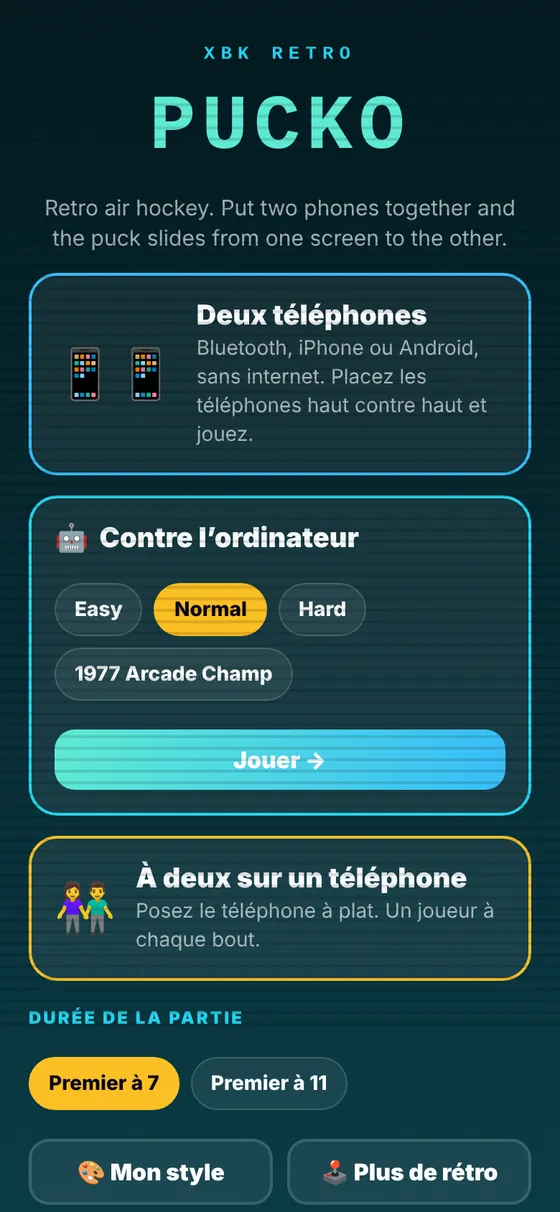 XBK RETRO
PUCKO
Retro air hockey. Put two phones together and
the puck slides from one screen to the other.
Deux téléphones
Bluetooth, iPhone ou Android,
sans internet. Placez les
téléphones haut contre haut et
jouez.
Contre l’ordinateur
Easy
Normal
Hard
1977 Arcade Champ
Jouer →
À deux sur un téléphone
Posez le téléphone à plat. Un joueur à
chaque bout.
DURÉE DE LA PARTIE
Premier à 7
Premier à 11
Mon style
Plus de rétro